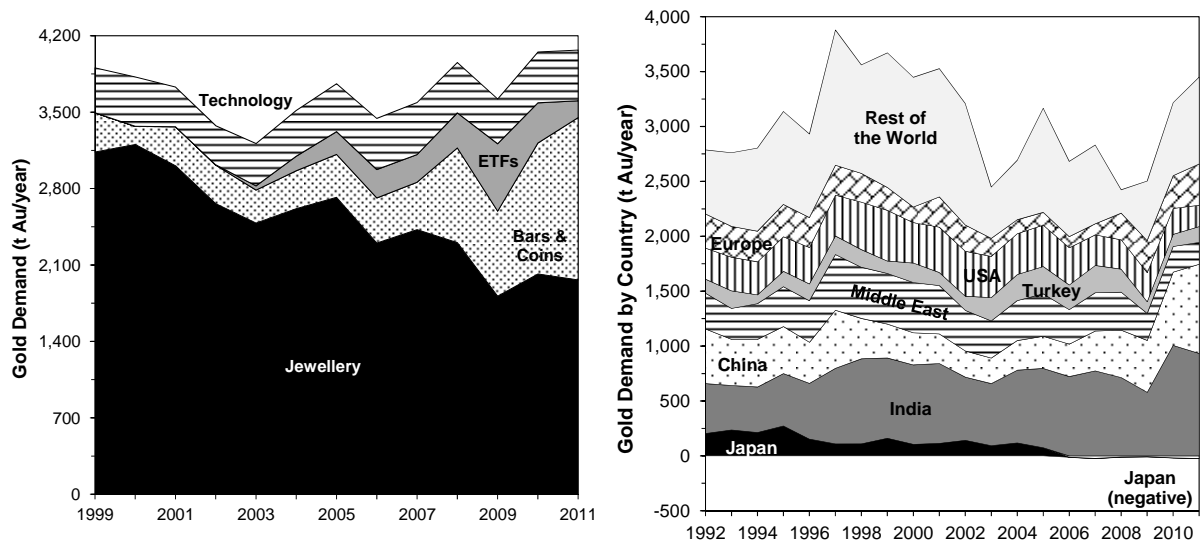 Gold Demand (t Au/year)
4,200
3,500
2,800
2,100
1,400
700
0
Technology
ETFs
Bars &
Coins
Jewellery
1999
2001
2003
2005
2007
2009
2011
Gold Demand by Country (t Au/year)
4,000
3,500
3,000
2,500
2,000
1,500
1,000
500
0
-500
Rest of
the World
Europe
USA
Turkey
Middle East
China
India
Japan
Japan
(negative)
1992
1994
1996
1998
2000
2002
2004
2006
2008
2010